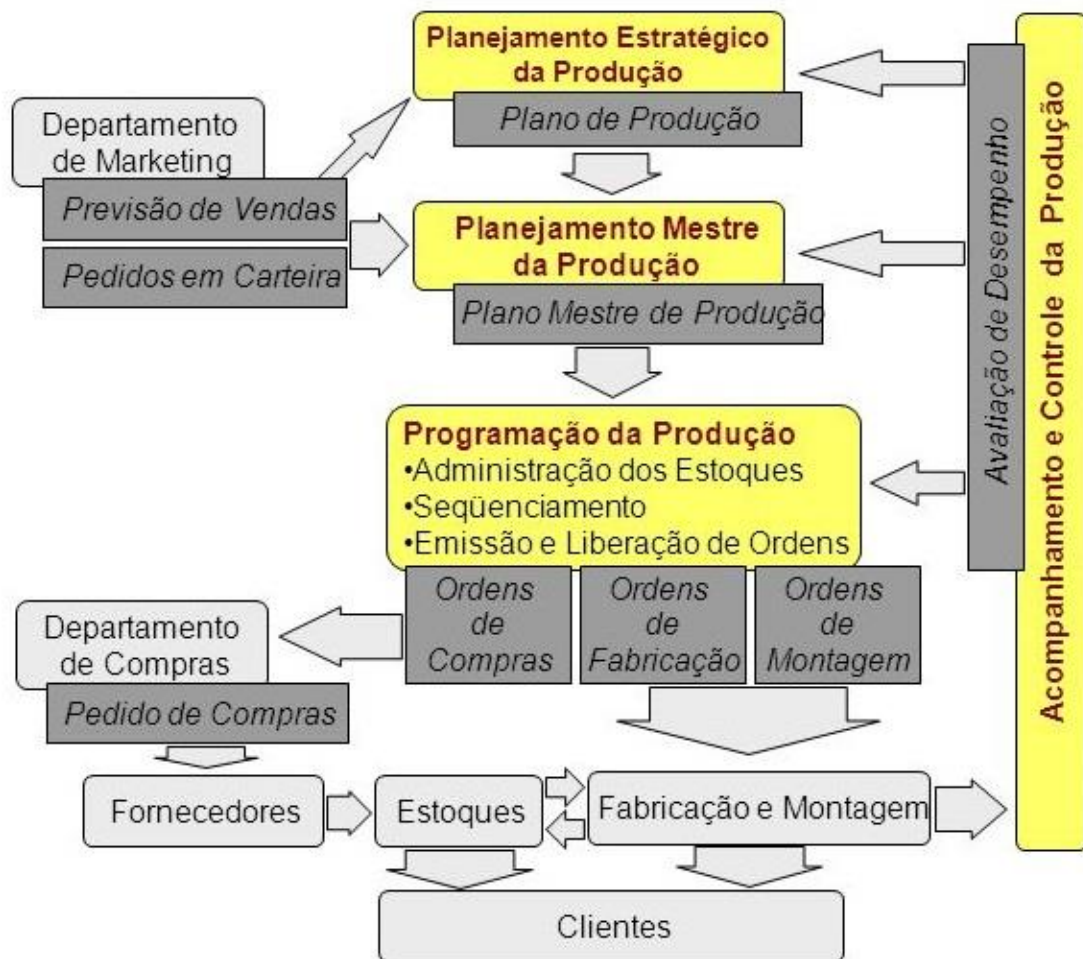 Planejamento Estratégico
da Produção
Plano de Produção
Departamento
de Marketing
Previsão de Vendas
Pedidos em Carteira
Planejamento Mestre
da Produção
Plano Mestre de Produção
Programação da Produção
•Administração dos Estoques
•Seqüenciamento
•Emissão e Liberação de Ordens
Ordens
de
Compras
Ordens
de
Fabricação
Ordens
de
Montagem
Departamento
de Compras
Pedido de Compras
Fornecedores
Estoques
Fabricação e Montagem
Clientes
Avaliação de Desempenho
Acompanhamento e Controle da Produção